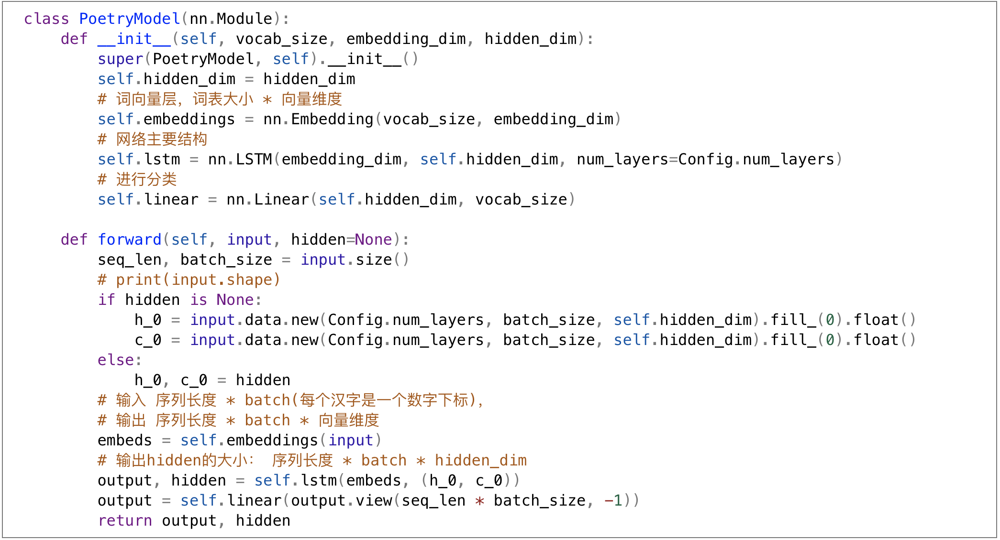 class PoetryModel(nn.Module):
    def __init__(self, vocab_size, embedding_dim, hidden_dim):
        super(PoetryModel, self).__init__()
        self.hidden_dim = hidden_dim
        # 词向量层，词表大小 * 向量维度
        self.embeddings = nn.Embedding(vocab_size, embedding_dim)
        # 网络主要结构
        self.lstm = nn.LSTM(embedding_dim, self.hidden_dim, num_layers=Config.num_layers)
        # 进行分类
        self.linear = nn.Linear(self.hidden_dim, vocab_size)

    def forward(self, input, hidden=None):
        seq_len, batch_size = input.size()
        # print(input.shape)
        if hidden is None:
            h_0 = input.data.new(Config.num_layers, batch_size, self.hidden_dim).fill_(0).float()
            c_0 = input.data.new(Config.num_layers, batch_size, self.hidden_dim).fill_(0).float()
        else:
            h_0, c_0 = hidden
        # 输入 序列长度 * batch(每个汉字是一个数字下标)，
        # 输出 序列长度 * batch * 向量维度
        embeds = self.embeddings(input)
        # 输出hidden的大小： 序列长度 * batch * hidden_dim
        output, hidden = self.lstm(embeds, (h_0, c_0))
        output = self.linear(output.view(seq_len * batch_size, -1))
        return output, hidden